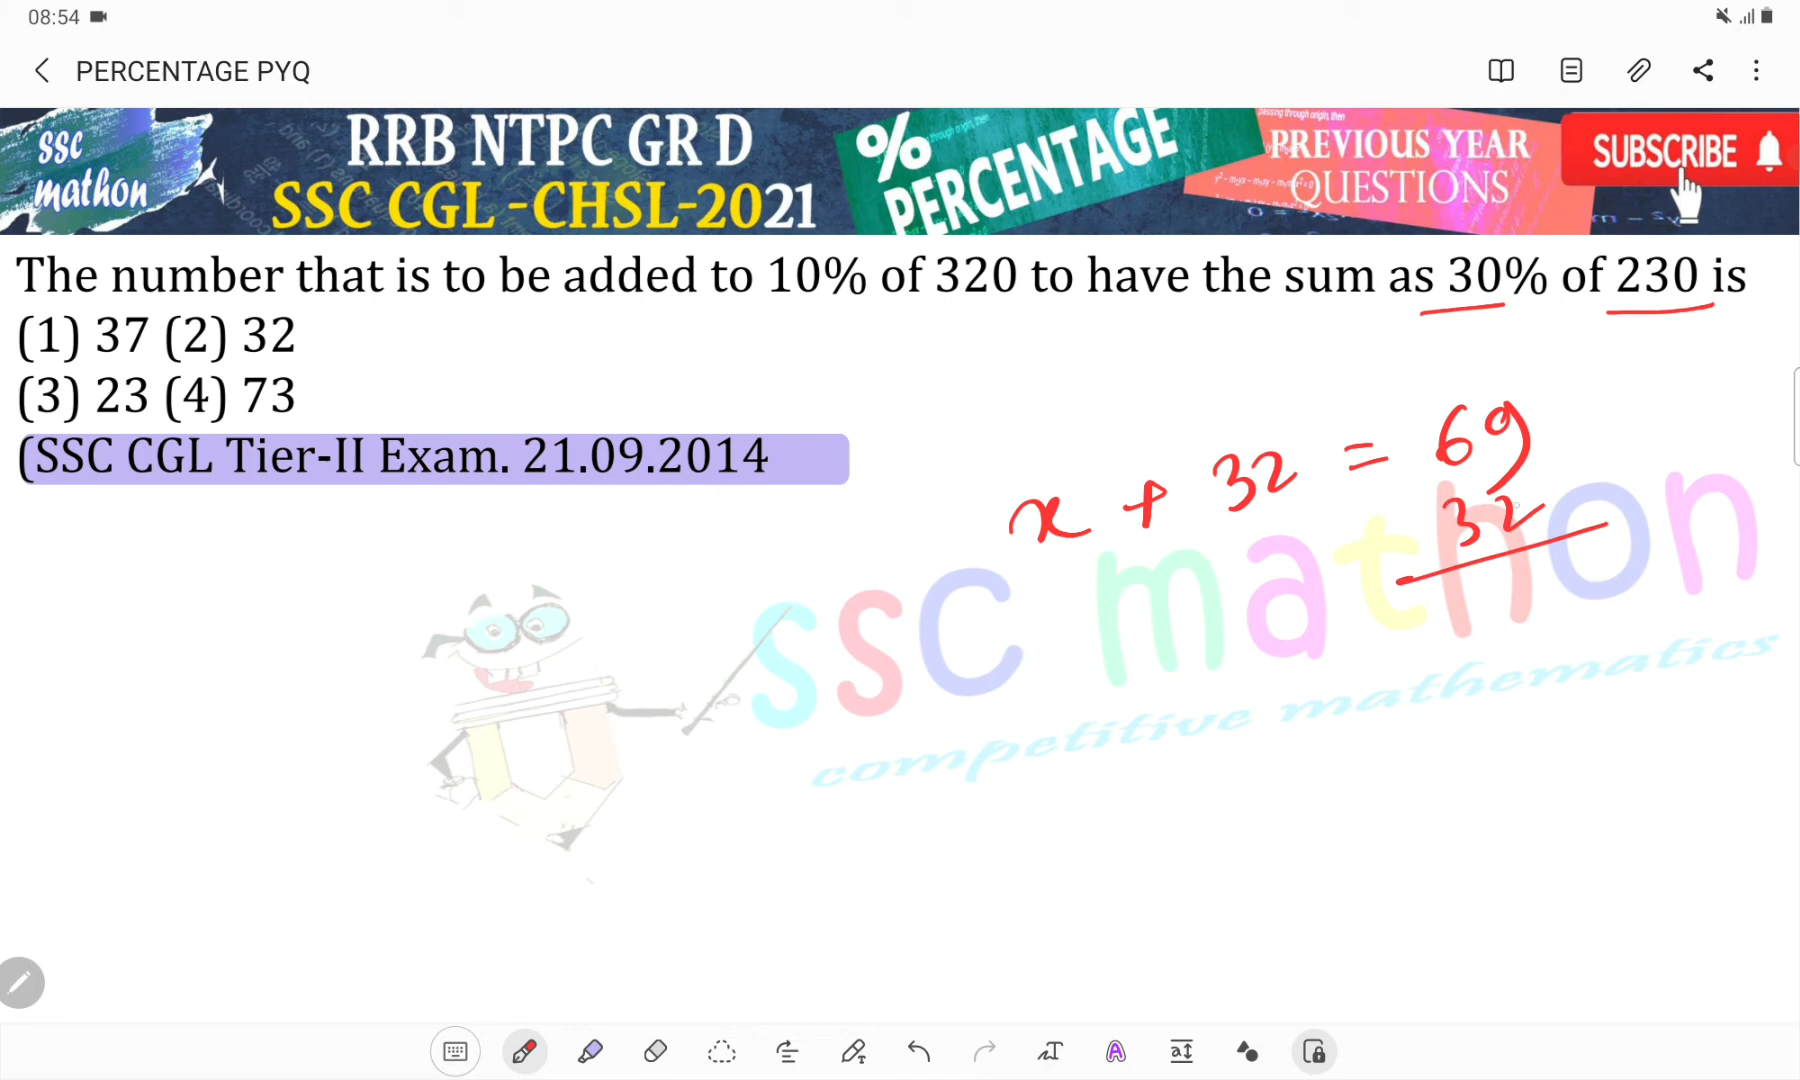 08:54
PERCENTAGE PYQ
ssc
mathon
RRB NTPC GR D
SSC CGL -CHSL-2021
%
PERCENTAGE
PREVIOUS YEAR
QUESTIONS
SUBSCRIBE
The number that is to be added to 10% of 320 to have the sum as 30% of 230 is
(1) 37 (2) 32
(3) 23 (4) 73
(SSC CGL Tier-II Exam. 21.09.2014
x + 32 = 69
32
ssc mathon
competitive mathematics